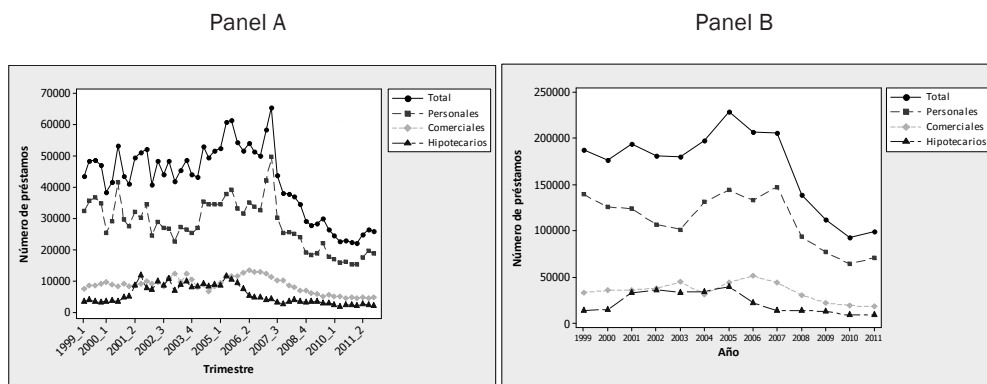 Panel A
70000
60000
50000
40000
30000
20000
10000
0
Número de préstamos
1999_1
2000_1
2001_2
2002_3
2003_4
2005_1
2006_2
2007_3
2008_4
2010_1
2011_2
Trimestre
Total
Personales
Comerciales
Hipotecarios
Panel B
250000
200000
150000
100000
50000
0
Número de préstamos
1999 2000 2001 2002 2003 2004 2005 2006 2007 2008 2009 2010 2011
Año
Total
Personales
Comerciales
Hipotecarios